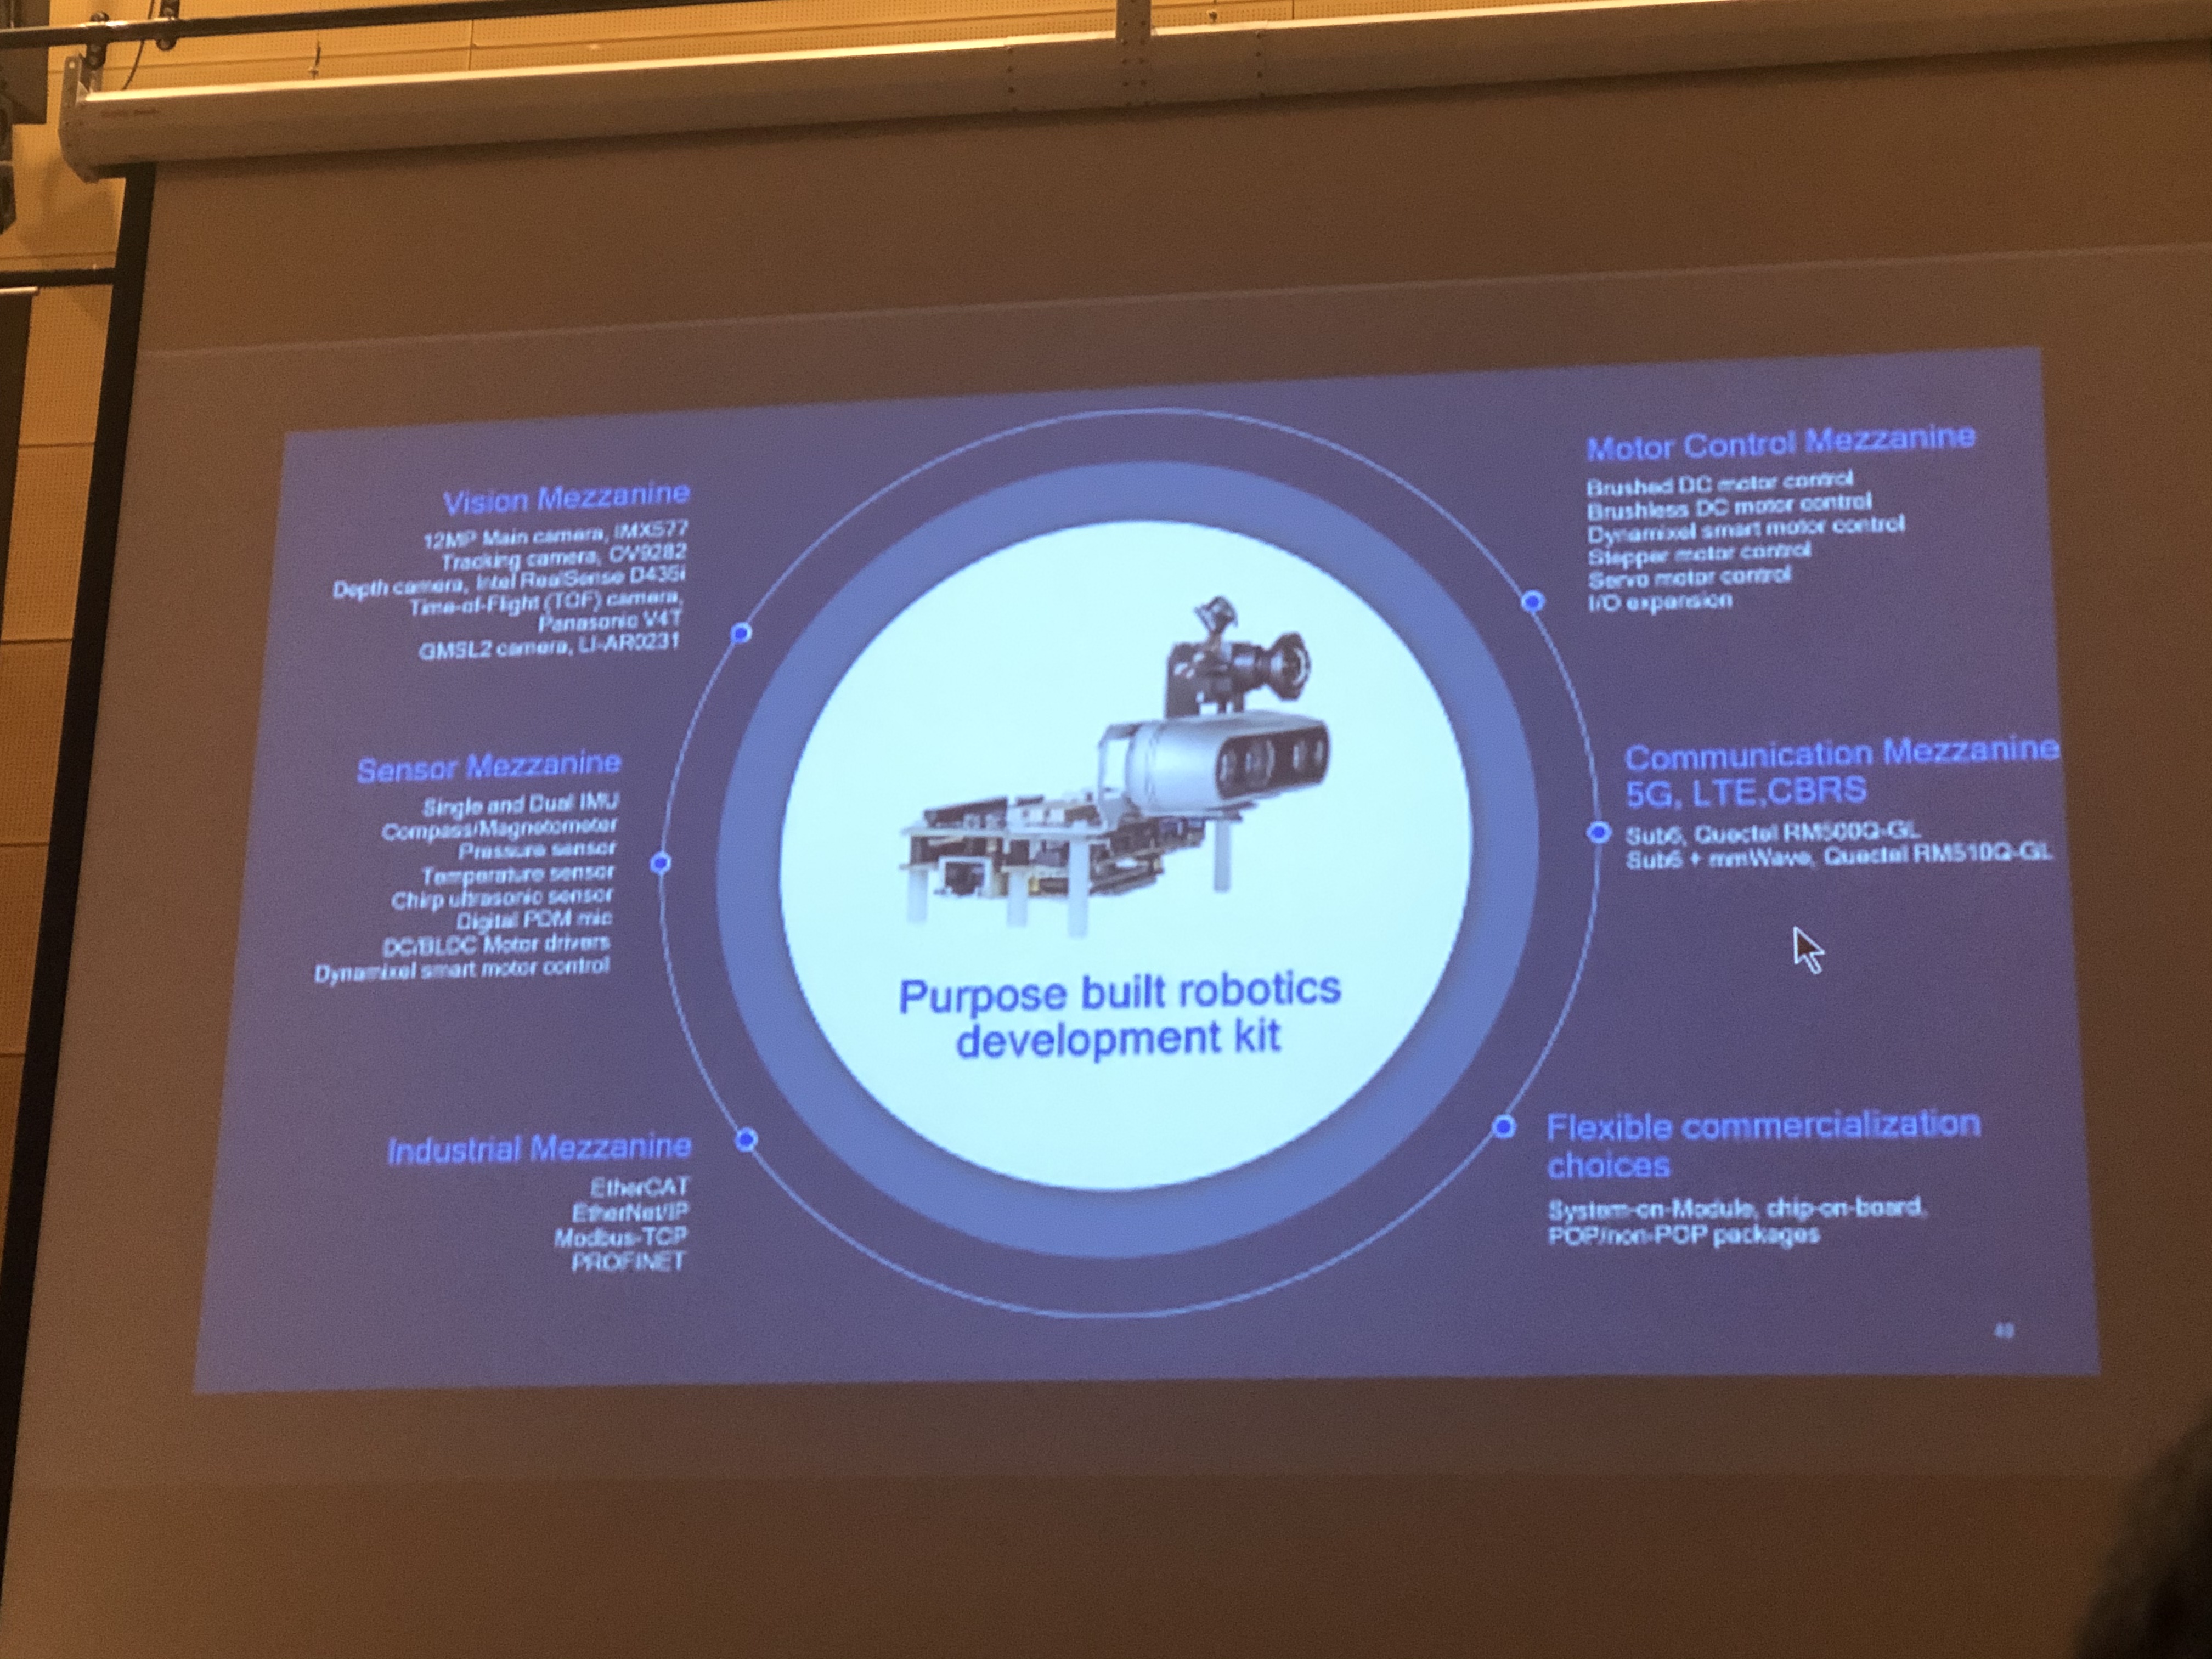 Vision Mezzanine
12MP Main camera, IMX577
Tracking camera, OV9282
Depth camera, Intel RealSense D435i
Time-of-Flight (TOF) camera,
Panasonic V4T
GMSL2 camera, LI-AR0231
Sensor Mezzanine
Single and Dual IMU
Compass/Magnetometer
Pressure sensor
Temperature sensor
Chirp ultrasonic sensor
Digital PDM mic
DC/BLDC Motor drivers
Dynamixel smart motor control
Industrial Mezzanine
EtherCAT
EtherNet/IP
Modbus-TCP
PROFINET
Purpose built robotics
development kit
Motor Control Mezzanine
Brushed DC motor control
Brushless DC motor control
Dynamixel smart motor control
Stepper motor control
Servo motor control
I/O expansion
Communication Mezzanine
5G, LTE,CBRS
Sub6, Quectel RM500Q-GL
Sub6 + mmWave, Quectel RM510Q-GL
Flexible commercialization
choices
System-on-Module, chip-on-board,
POP/non-POP packages